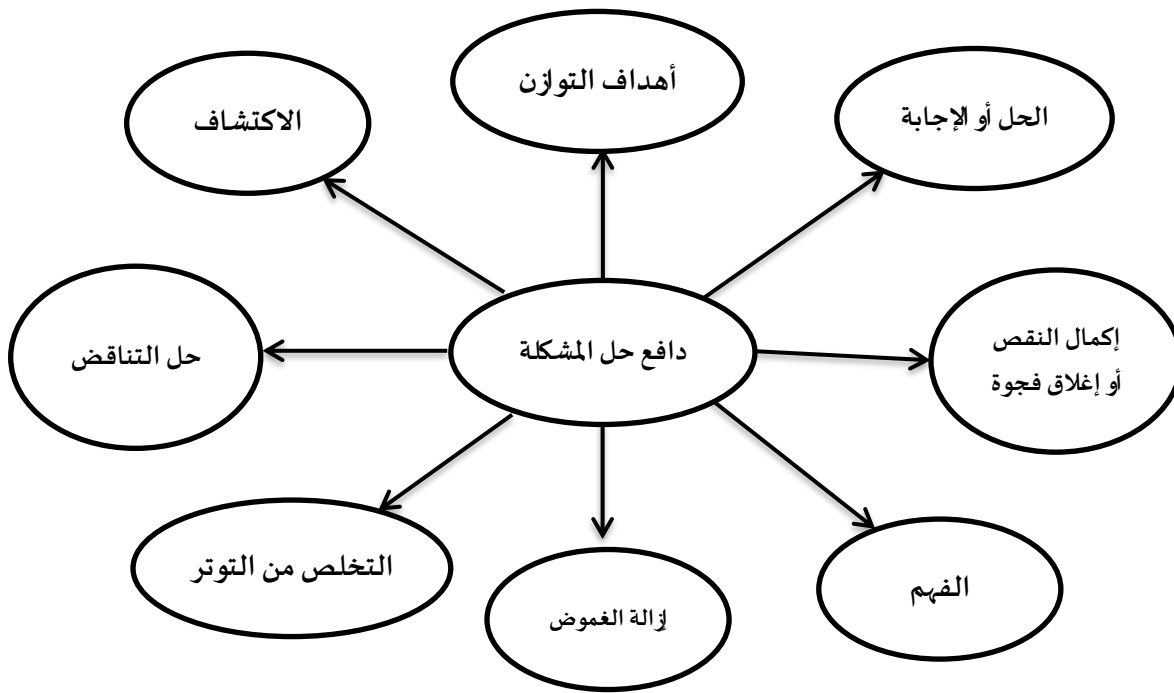 أهداف التوازن
الحل أو الإجابة
الاكتشاف
دافع حل المشكلة
إكمال النقص
أو إغلاق فجوة
حل التناقض
التخلص من التوتر
الفهم
إزالة الغموض